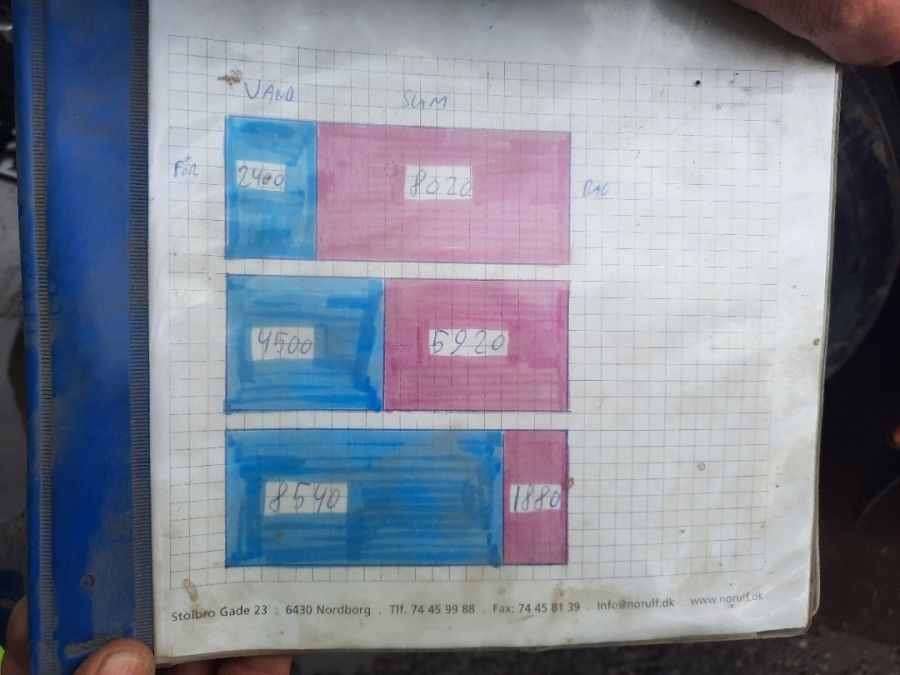 VAND SLAM
FOR 2400 8020 BAG
4500 5920
8540 1880
Stolbro Gade 23 . 6430 Nordborg . Tlf. 74 45 99 88 . Fax: 74 45 81 39 . Info@norulf.dk . www.norulf.dk